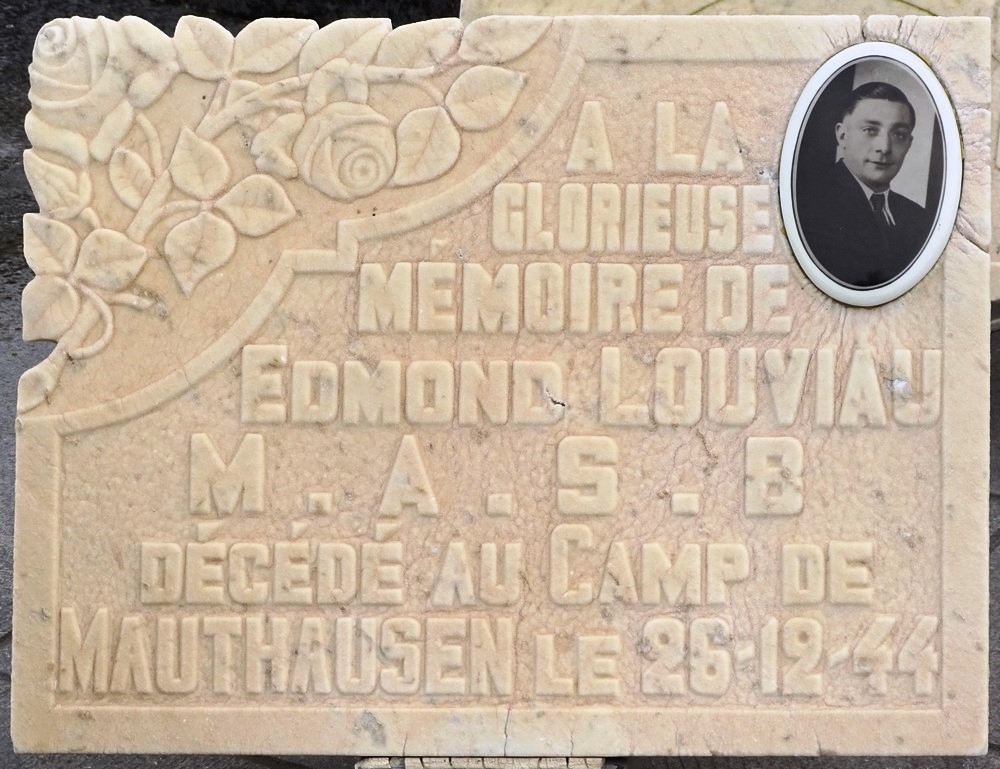 A LA
GLORIEUSE
MÉMOIRE DE
EDMOND LOUVIAU
M. A. S. B
DÉCÉDÉ AU CAMP DE
MAUTHAUSEN LE 26-12-44